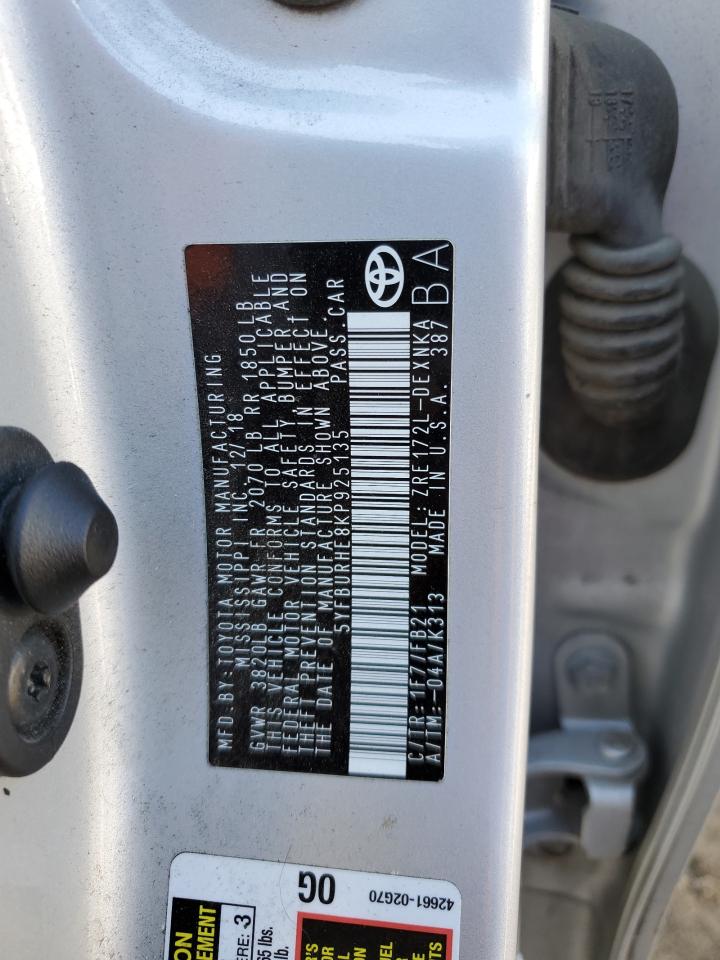 MFD.BY:TOYOTA MOTOR MANUFACTURING
MISSISSIPPI INC. 12/18
GVWR 3820LB GAWR FR 2070 LB RR 1850 LB
THIS VEHICLE CONFORMS TO ALL APPLICABLE
FEDERAL MOTOR VEHICLE SAFETY BUMPER AND
THEFT PREVENTION STANDARDS IN EFFECT ON
THE DATE OF MANUFACTURE SHOWN ABOVE.
5YFBURHE8KP925135 PASS.CAR
C/TR:1F7/FBZ1 MODEL:ZRE172L-DEXNKA
A/TM:-04A/K313 MADE IN U.S.A. 387
BA
0G
42661-02G70